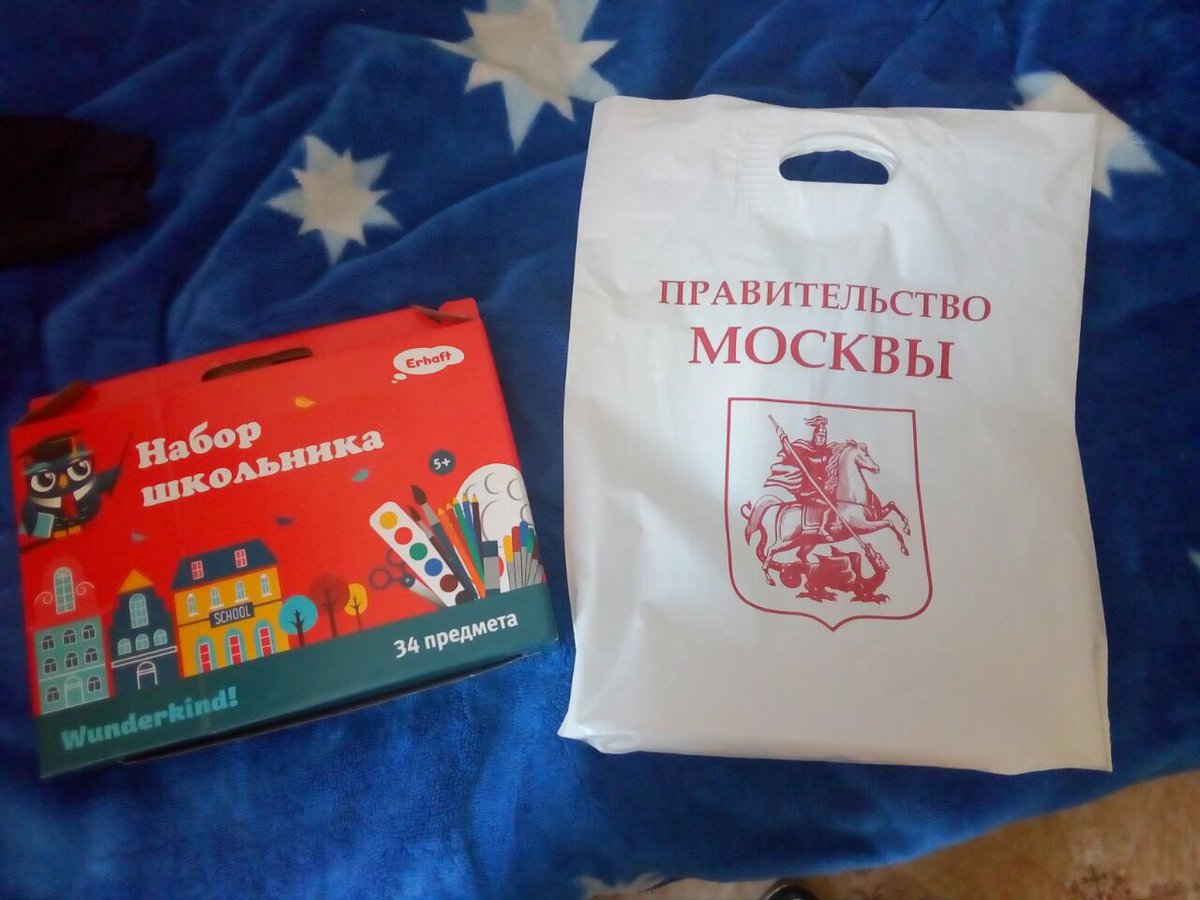 Erhaft
Набор
школьника
5+
SCHOOL
34 предмета
Wunderkind!
ПРАВИТЕЛЬСТВО
МОСКВЫ